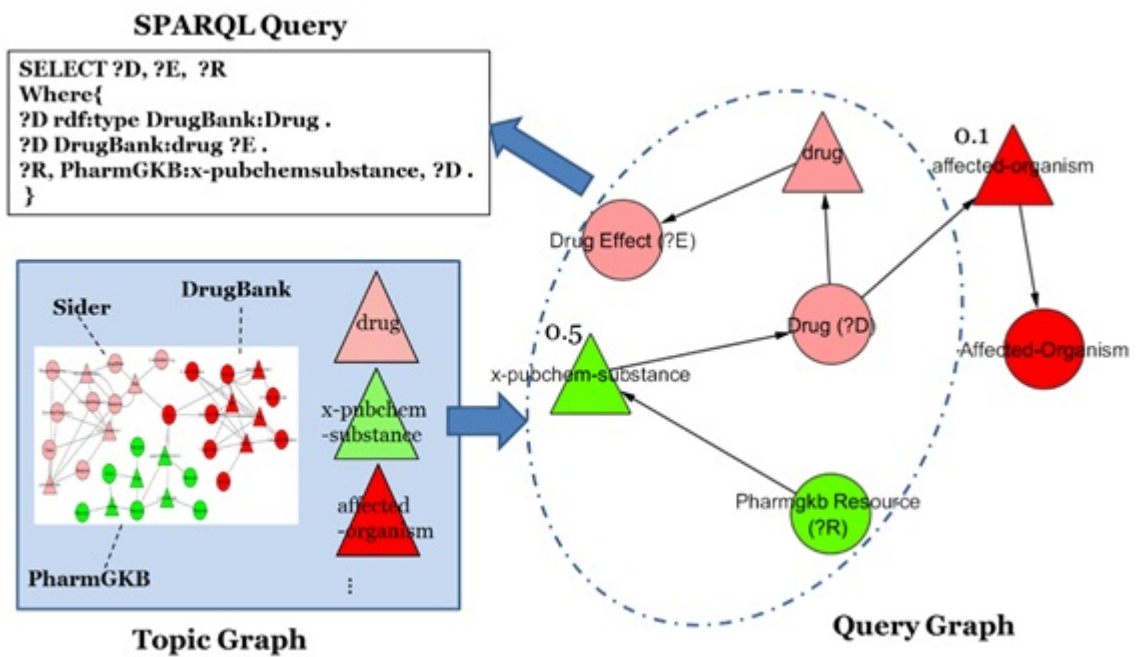 SPARQL Query
SELECT ?D, ?E, ?R
Where{
?D rdf:type DrugBank:Drug .
?D DrugBank:drug ?E .
?R, PharmGKB:x-pubchemsubstance, ?D .
}
drug
0.1
affected-organism
Drug Effect (?E)
Drug (?D)
Affected-Organism
0.5
x-pubchem-substance
Pharmgkb Resource
(?R)
Query Graph
Sider
DrugBank
PharmGKB
drug
x-pubchem
-substance
affected
-organism
...
Topic Graph